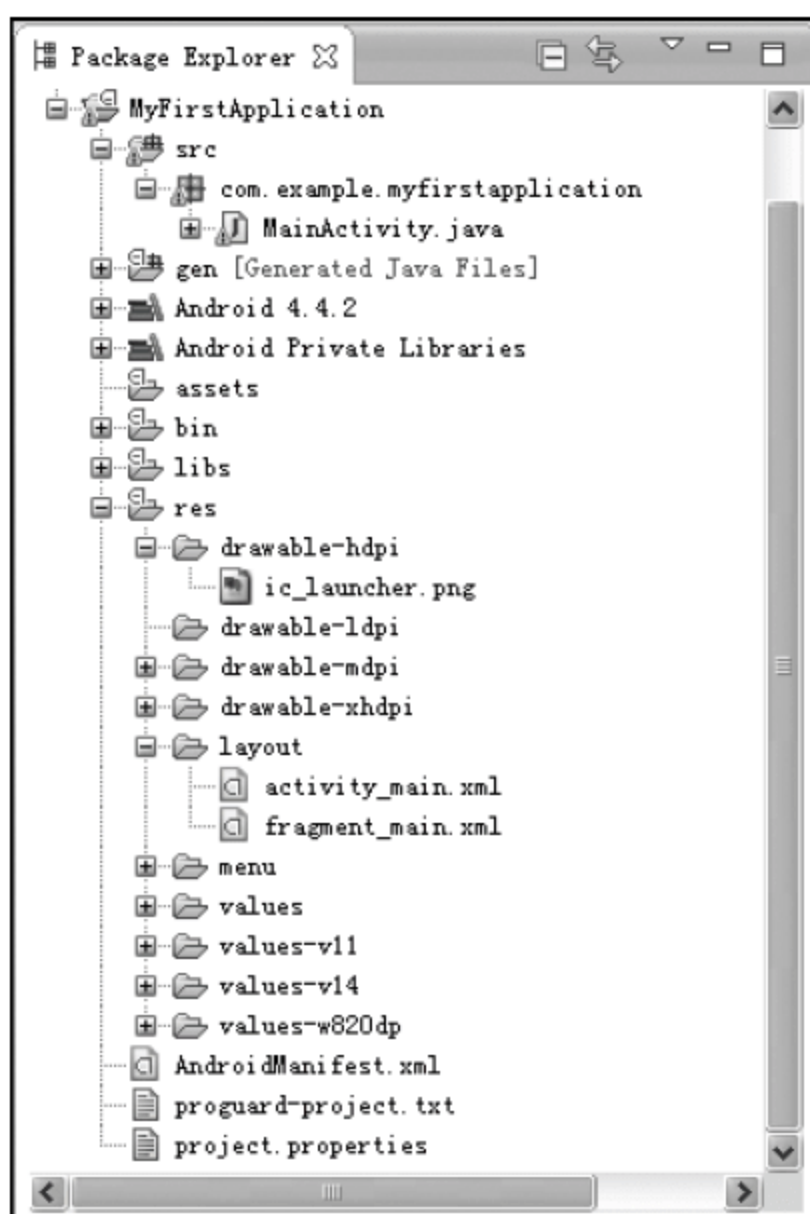 Package Explorer
MyFirstApplication
src
com.example.myfirstapplication
MainActivity.java
gen [Generated Java Files]
Android 4.4.2
Android Private Libraries
assets
bin
libs
res
drawable-hdpi
ic_launcher.png
drawable-ldpi
drawable-mdpi
drawable-xhdpi
layout
activity_main.xml
fragment_main.xml
menu
values
values-v11
values-v14
values-w820dp
AndroidManifest.xml
proguard-project.txt
project.properties